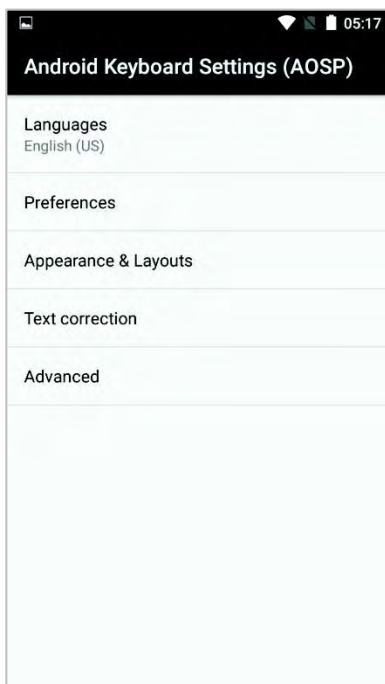 05:17
Android Keyboard Settings (AOSP)
Languages
English (US)
Preferences
Appearance & Layouts
Text correction
Advanced